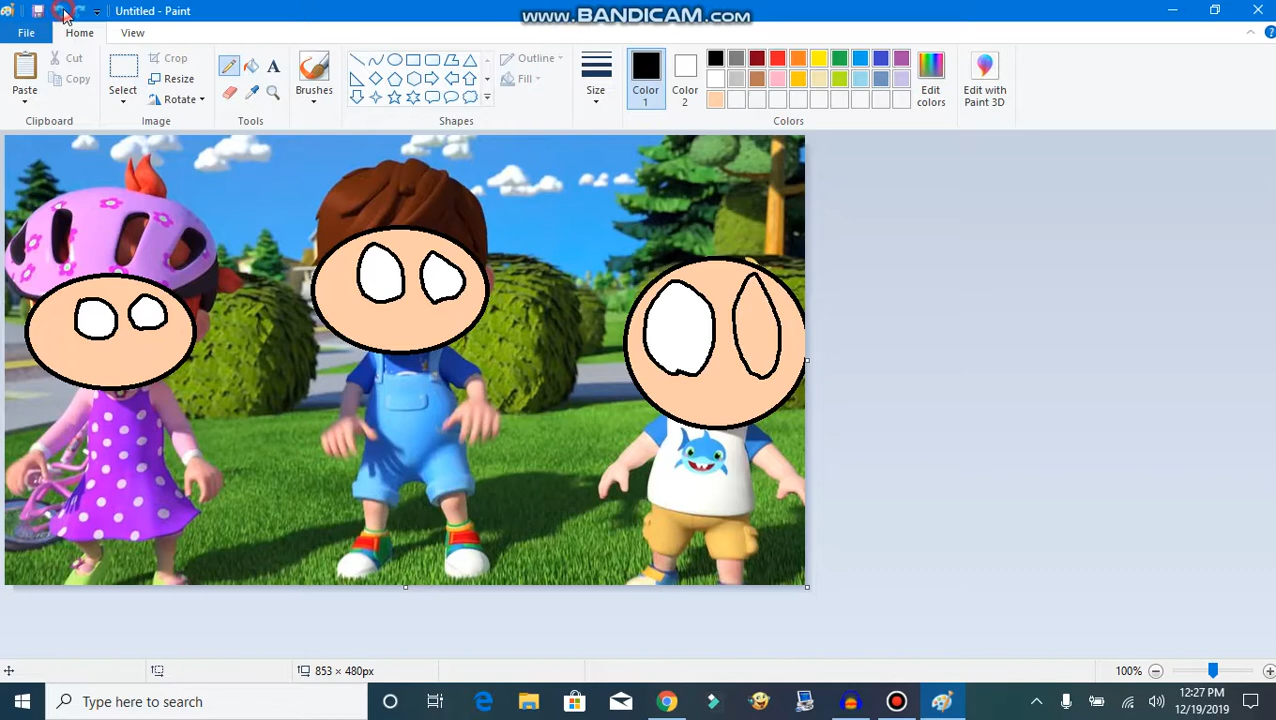 Untitled - Paint
www.BANDICAM.com
File
Home
View
Paste
Cut
Copy
Clipboard
Select
Crop
Resize
Rotate
Image
Tools
Brushes
Shapes
Outline
Fill
Size
Color 1
Color 2
Colors
Edit colors
Edit with Paint 3D
853 × 480px
100%
Type here to search
12:27 PM
12/19/2019